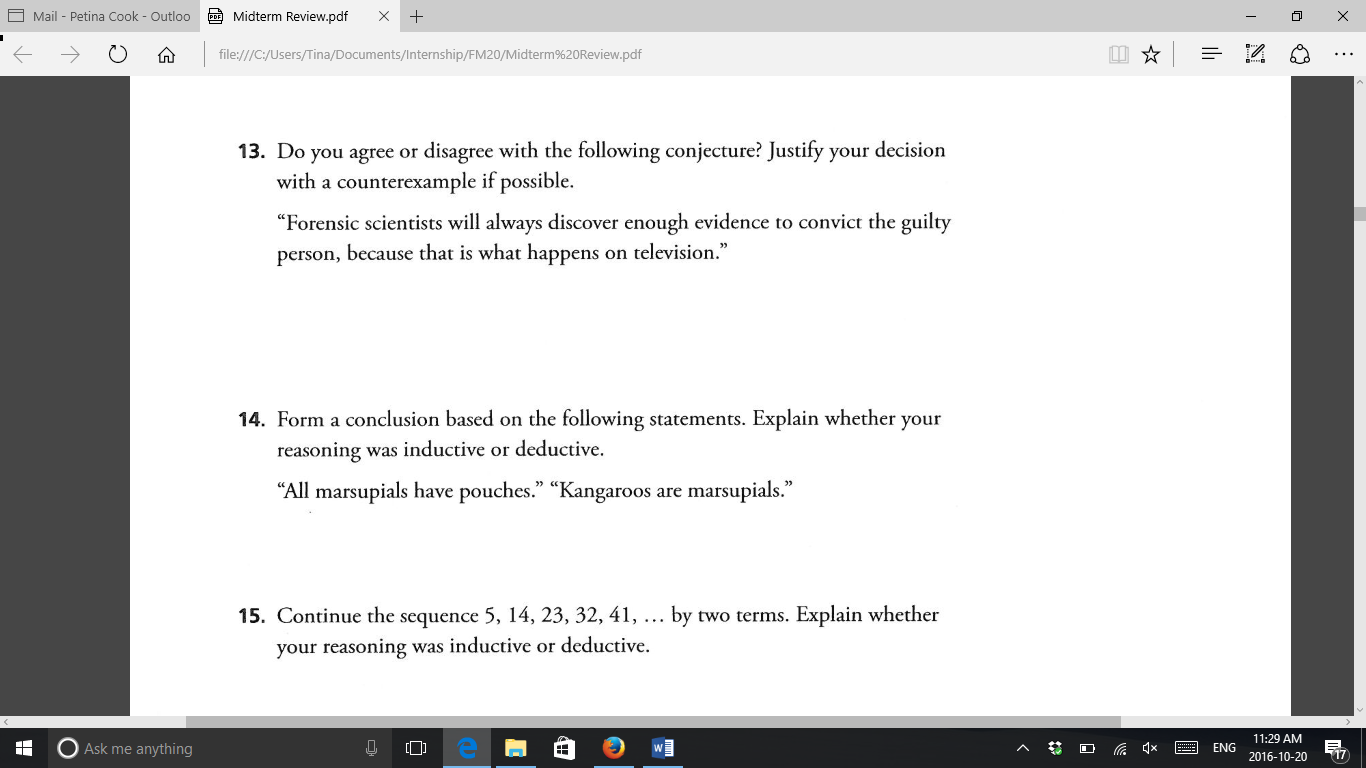 Mail - Petina Cook - Outloo
PDF
Midterm Review.pdf
file:///C:/Users/Tina/Documents/Internship/FM20/Midterm%20Review.pdf
13. Do you agree or disagree with the following conjecture? Justify your decision
with a counterexample if possible.
“Forensic scientists will always discover enough evidence to convict the guilty
person, because that is what happens on television.”
14. Form a conclusion based on the following statements. Explain whether your
reasoning was inductive or deductive.
“All marsupials have pouches.” “Kangaroos are marsupials.”
15. Continue the sequence 5, 14, 23, 32, 41, … by two terms. Explain whether
your reasoning was inductive or deductive.
Ask me anything
ENG
11:29 AM
2016-10-20
17